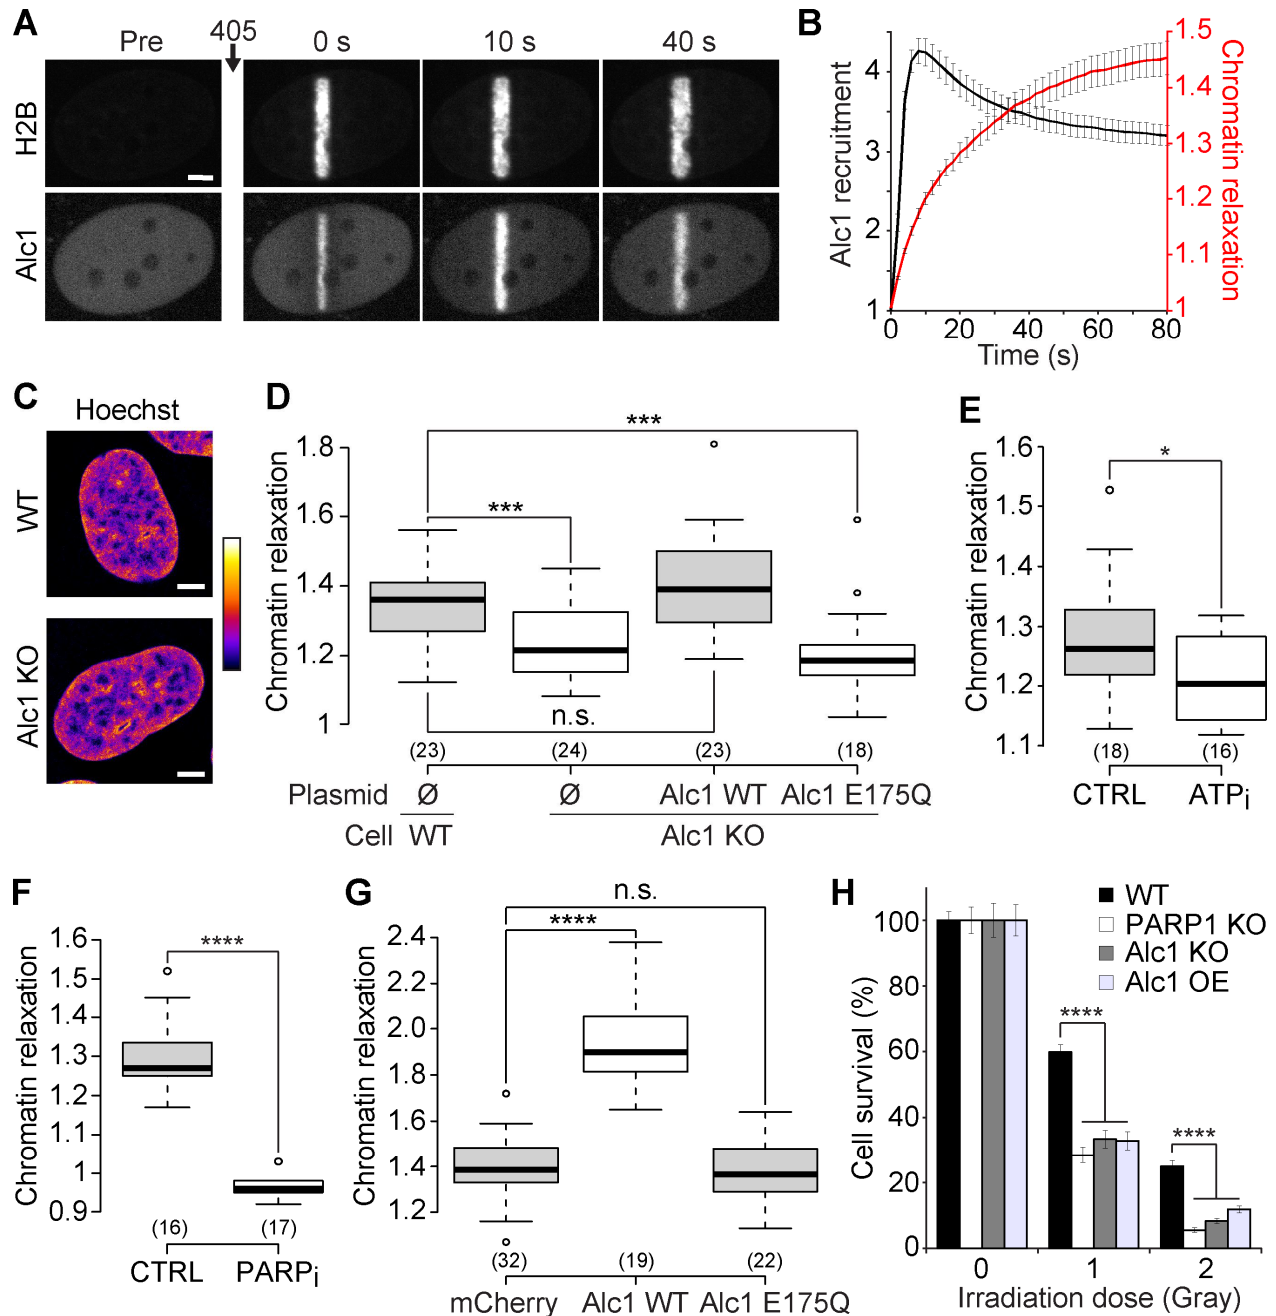 A
405
Pre
0 s
10 s
40 s
H2B
Alc1
B
Alc1 recruitment
4
3
2
1
1.5
1.4
1.3
1.2
1.1
1
Chromatin relaxation
0
20
40
60
80
Time (s)
C
Hoechst
WT
Alc1 KO
D
Chromatin relaxation
1.8
1.6
1.4
1.2
1
***
***
n.s.
(23)
(24)
(23)
(18)
Plasmid Ø Ø Alc1 WT Alc1 E175Q
Cell WT Alc1 KO
E
Chromatin relaxation
1.6
1.5
1.4
1.3
1.2
1.1
*
(18)
(16)
CTRL
ATPi
F
Chromatin relaxation
1.6
1.5
1.4
1.3
1.2
1.1
1
0.9
****
(16)
(17)
CTRL
PARPi
G
Chromatin relaxation
2.4
2.0
1.8
1.6
1.4
1.2
n.s.
****
(32)
(19)
(22)
mCherry
Alc1 WT
Alc1 E175Q
H
WT
PARP1 KO
Alc1 KO
Alc1 OE
Cell survival (%)
100
80
60
40
20
0
****
****
0
1
2
Irradiation dose (Gray)